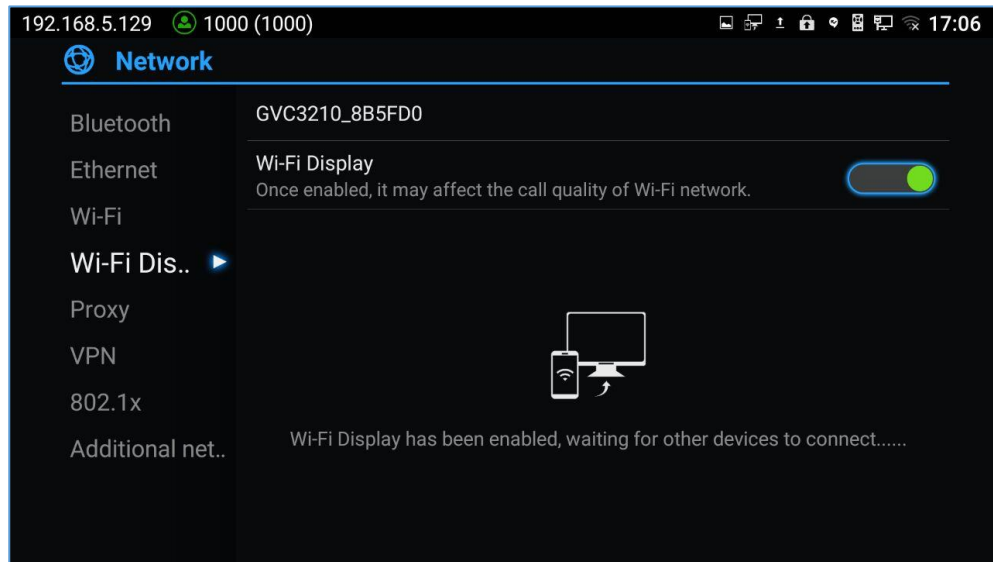 192.168.5.129 1000 (1000) 17:06
Network
Bluetooth
Ethernet
Wi-Fi
Wi-Fi Dis..
Proxy
VPN
802.1x
Additional net..
GVC3210_8B5FD0
Wi-Fi Display
Once enabled, it may affect the call quality of Wi-Fi network.
Wi-Fi Display has been enabled, waiting for other devices to connect......